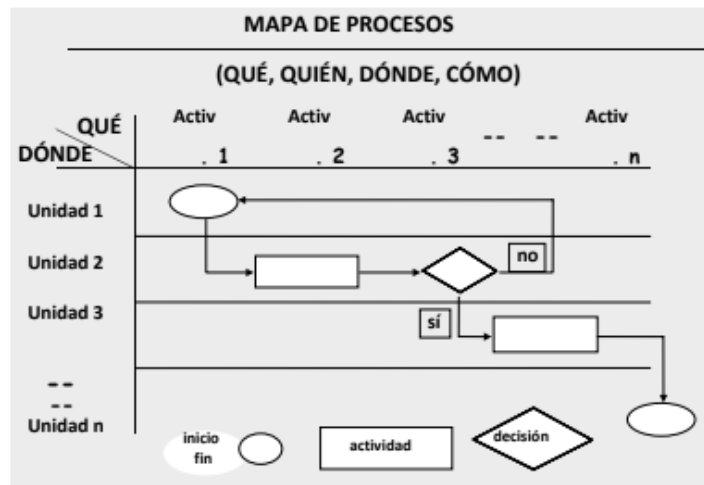 MAPA DE PROCESOS
(QUÉ, QUIÉN, DÓNDE, CÓMO)
QUÉ
DÓNDE
Activ Activ Activ -- -- Activ
. 1 . 2 . 3 . n
Unidad 1
Unidad 2
no
Unidad 3
sí
--
--
Unidad n
inicio
fin
actividad
decisión